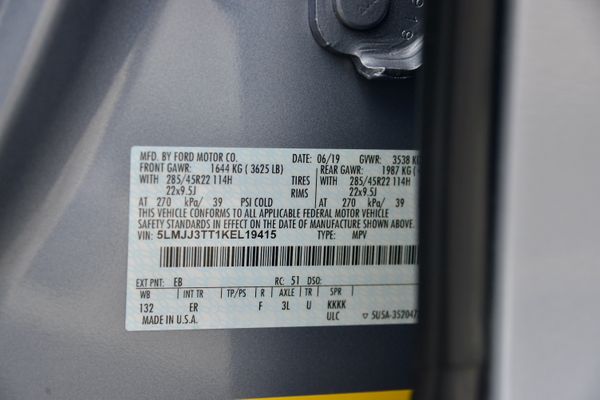 MFD. BY FORD MOTOR CO.
DATE: 06/19 GVWR: 3538
FRONT GAWR: 1644 KG ( 3625 LB) REAR GAWR: 1987 KG
WITH 285/45R22 114H TIRES WITH 285/45R22 114H
22x9.5J RIMS 22x9.5J
AT 270 kPa/ 39 PSI COLD AT 270 kPa/ 39
THIS VEHICLE CONFORMS TO ALL APPLICABLE FEDERAL MOTOR VEHICLE
SAFETY STANDARDS IN EFFECT ON THE DATE OF MANUFACTURE SHOWN ABOVE.
VIN: 5LMJJ3TT1KEL19415 TYPE: MPV
EXT PNT: EB RC: 51 DSO:
WB INT TR TP/PS R AXLE TR SPR
132 ER F 3L U KKKK
MADE IN U.S.A. ULC